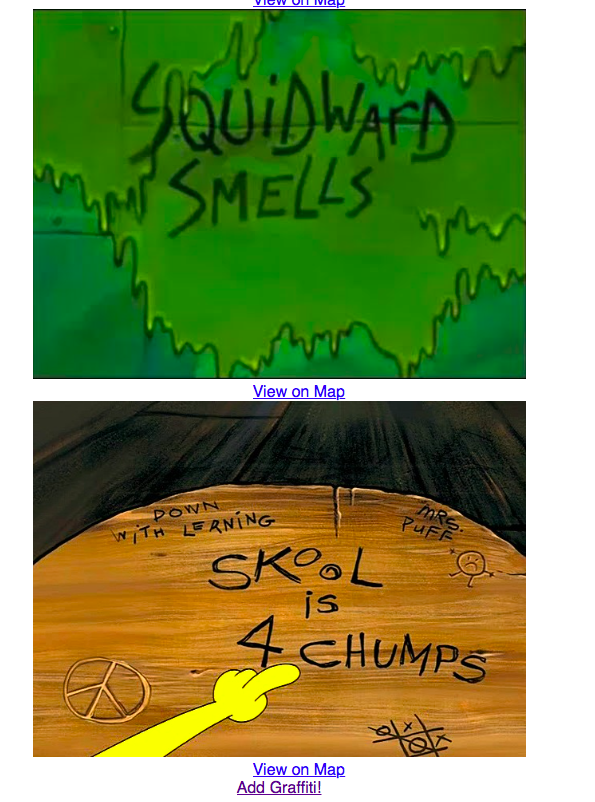 View on Map
SQUiDWARD
SMELLS
View on Map
DOWN
WiTH LERNiNG
MRS.
PUFF
SKOOL
iS
4 CHUMPS
View on Map
Add Graffiti!